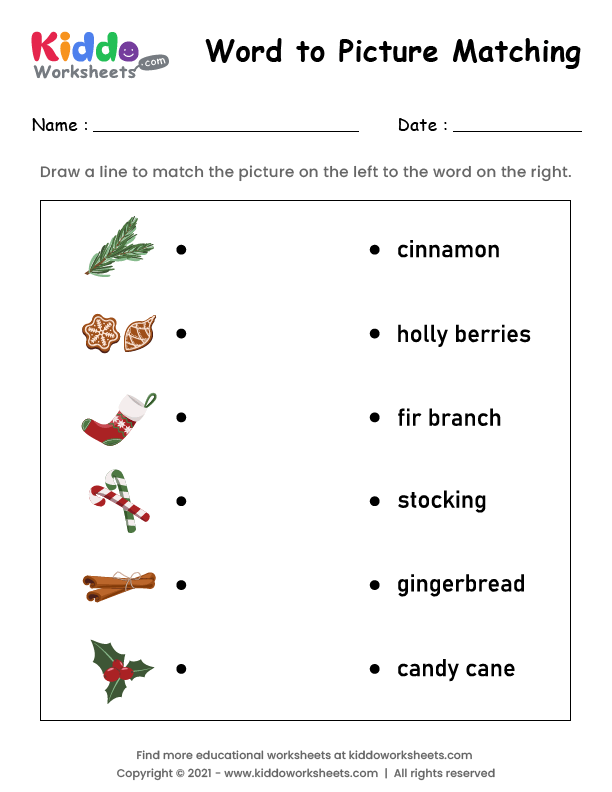 Kiddo
Worksheets.com
Word to Picture Matching
Name :
Date :
Draw a line to match the picture on the left to the word on the right.
cinnamon
holly berries
fir branch
stocking
gingerbread
candy cane
Find more educational worksheets at kiddoworksheets.com
Copyright © 2021 - www.kiddoworksheets.com | All rights reserved